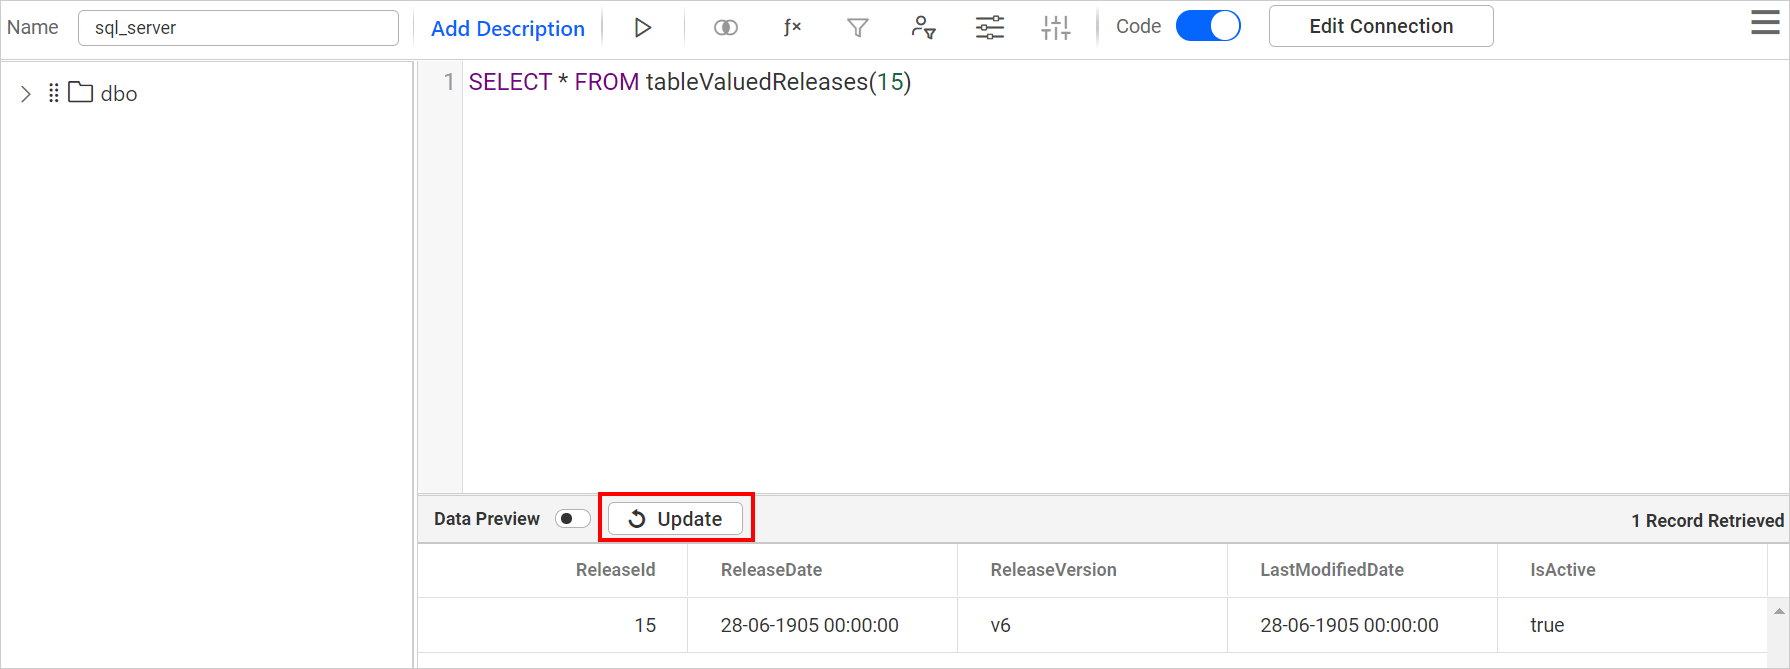 Name sql_server Add Description ƒx Code Edit Connection
dbo
1 SELECT * FROM tableValuedReleases(15)
Data Preview Update 1 Record Retrieved
ReleaseId ReleaseDate ReleaseVersion LastModifiedDate IsActive
15 28-06-1905 00:00:00 v6 28-06-1905 00:00:00 true